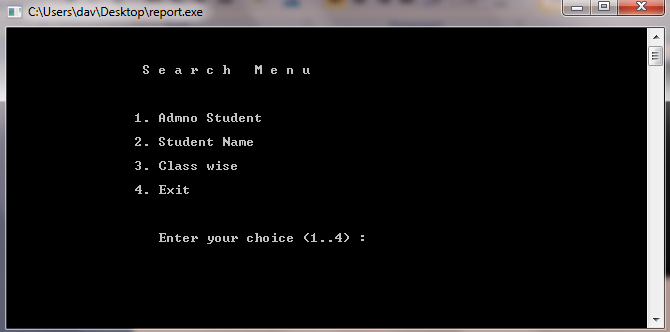 C:\Users\dav\Desktop\report.exe
S e a r c h   M e n u
1. Admno Student
2. Student Name
3. Class wise
4. Exit
Enter your choice (1..4) :